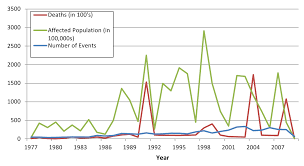 3500
3000
2500
2000
1500
1000
500
0
Deaths (in 100's)
Affected Population (in
100,000s)
Number of Events
1977 1980 1983 1986 1989 1992 1995 1998 2001 2004 2007
Year